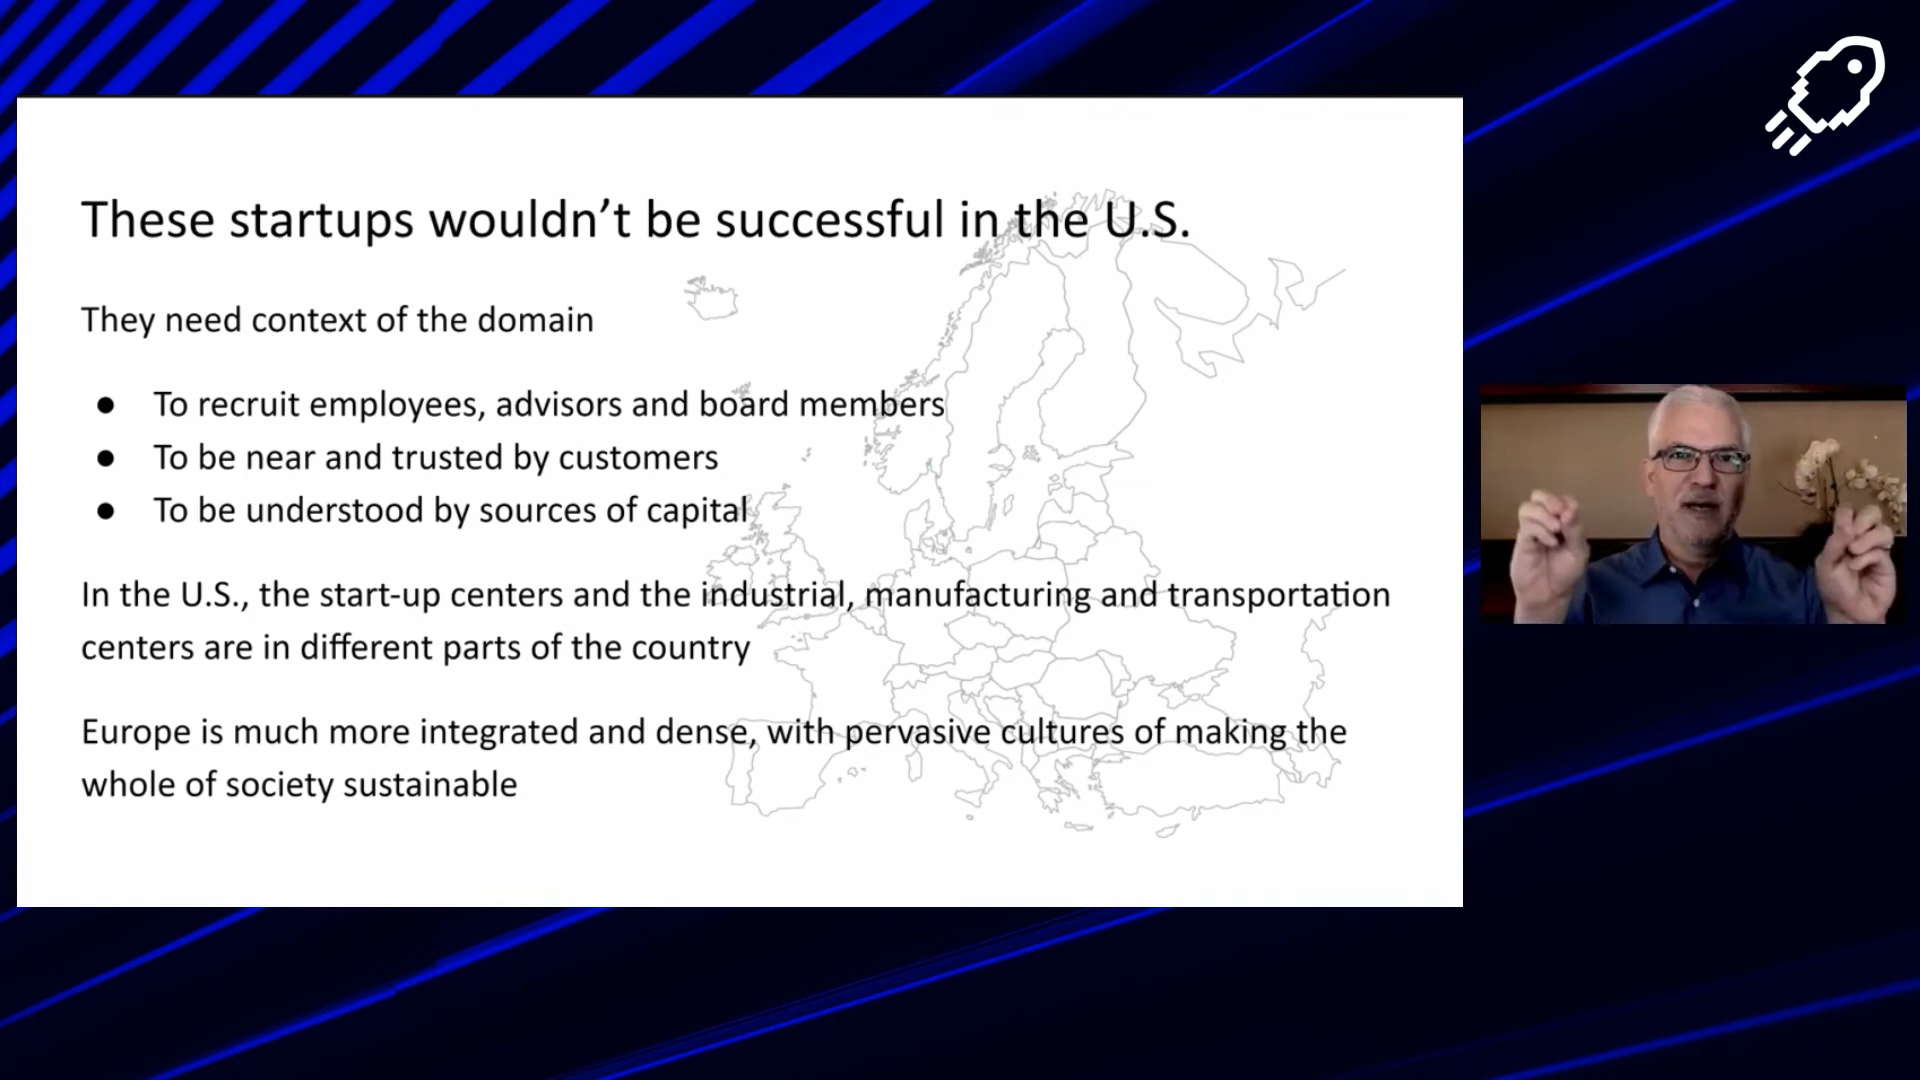 These startups wouldn’t be successful in the U.S.
They need context of the domain
● To recruit employees, advisors and board members
● To be near and trusted by customers
● To be understood by sources of capital
In the U.S., the start-up centers and the industrial, manufacturing and transportation
centers are in different parts of the country
Europe is much more integrated and dense, with pervasive cultures of making the
whole of society sustainable